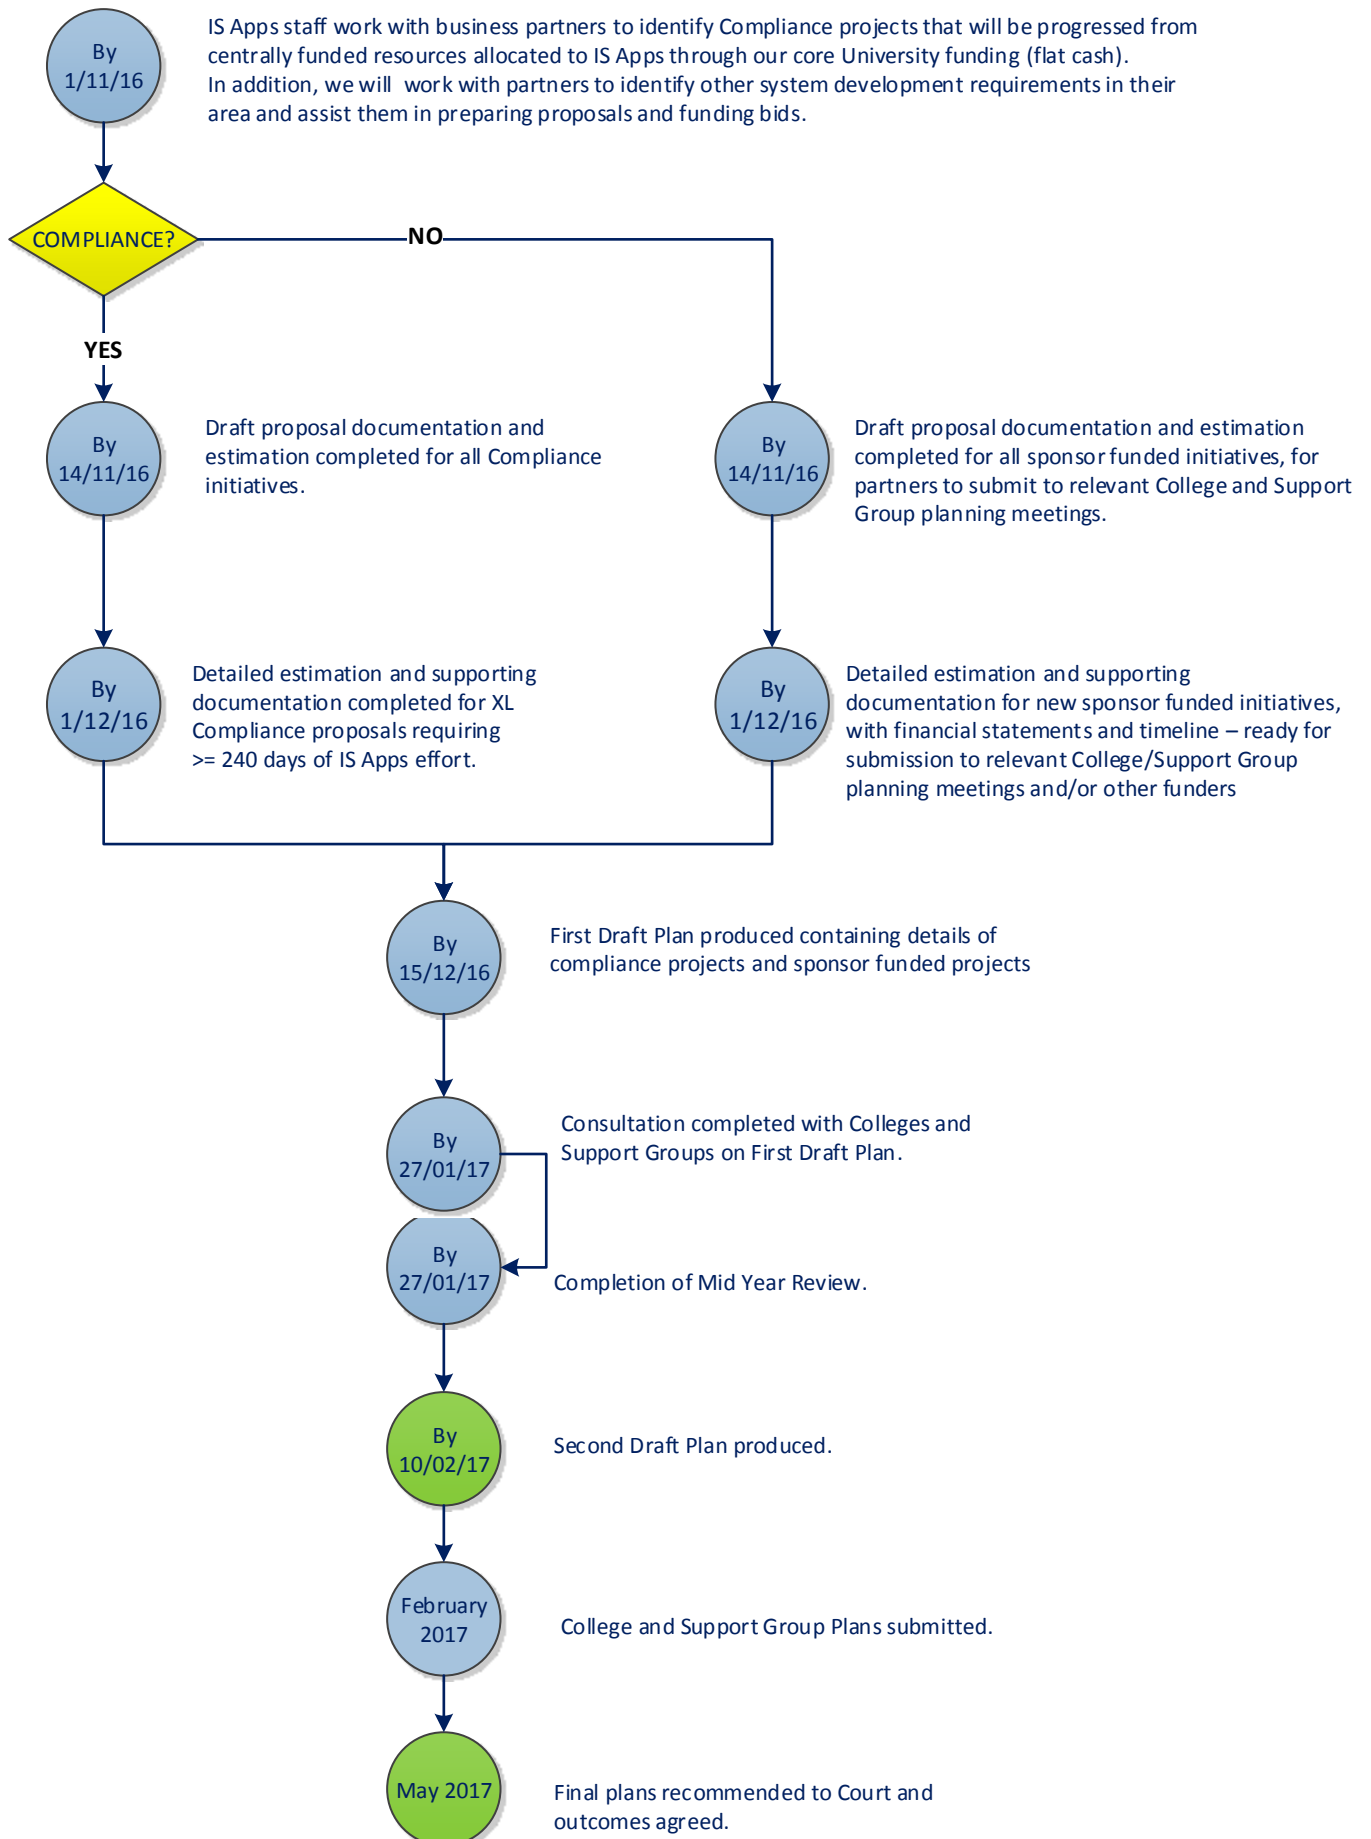 By
1/11/16
IS Apps staff work with business partners to identify Compliance projects that will be progressed from
centrally funded resources allocated to IS Apps through our core University funding (flat cash).
In addition, we will work with partners to identify other system development requirements in their
area and assist them in preparing proposals and funding bids.
COMPLIANCE?
NO
YES
By
14/11/16
Draft proposal documentation and
estimation completed for all Compliance
initiatives.
By
14/11/16
Draft proposal documentation and estimation
completed for all sponsor funded initiatives, for
partners to submit to relevant College and Support
Group planning meetings.
By
1/12/16
Detailed estimation and supporting
documentation completed for XL
Compliance proposals requiring
>= 240 days of IS Apps effort.
By
1/12/16
Detailed estimation and supporting
documentation for new sponsor funded initiatives,
with financial statements and timeline – ready for
submission to relevant College/Support Group
planning meetings and/or other funders
By
15/12/16
First Draft Plan produced containing details of
compliance projects and sponsor funded projects
By
27/01/17
Consultation completed with Colleges and
Support Groups on First Draft Plan.
By
27/01/17
Completion of Mid Year Review.
By
10/02/17
Second Draft Plan produced.
February
2017
College and Support Group Plans submitted.
May 2017
Final plans recommended to Court and
outcomes agreed.